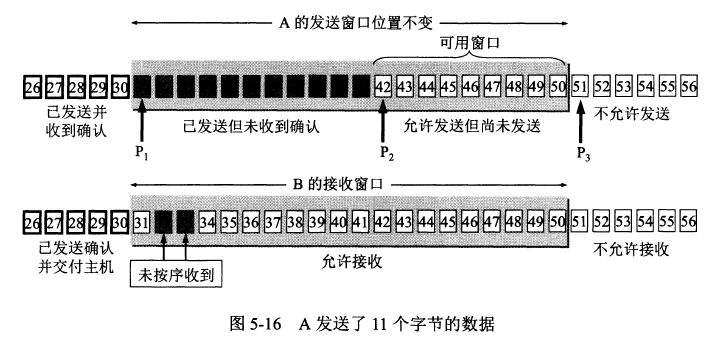 A 的发送窗口位置不变
可用窗口
26 27 28 29 30 42 43 44 45 46 47 48 49 50 51 52 53 54 55 56
已发送并
收到确认
已发送但未收到确认
允许发送但尚未发送
不允许发送
P1
P2
P3
B 的接收窗口
26 27 28 29 30 31 34 35 36 37 38 39 40 41 42 43 44 45 46 47 48 49 50 51 52 53 54 55 56
已发送确认
并交付主机
未按序收到
允许接收
不允许接收
图 5-16 A 发送了 11 个字节的数据